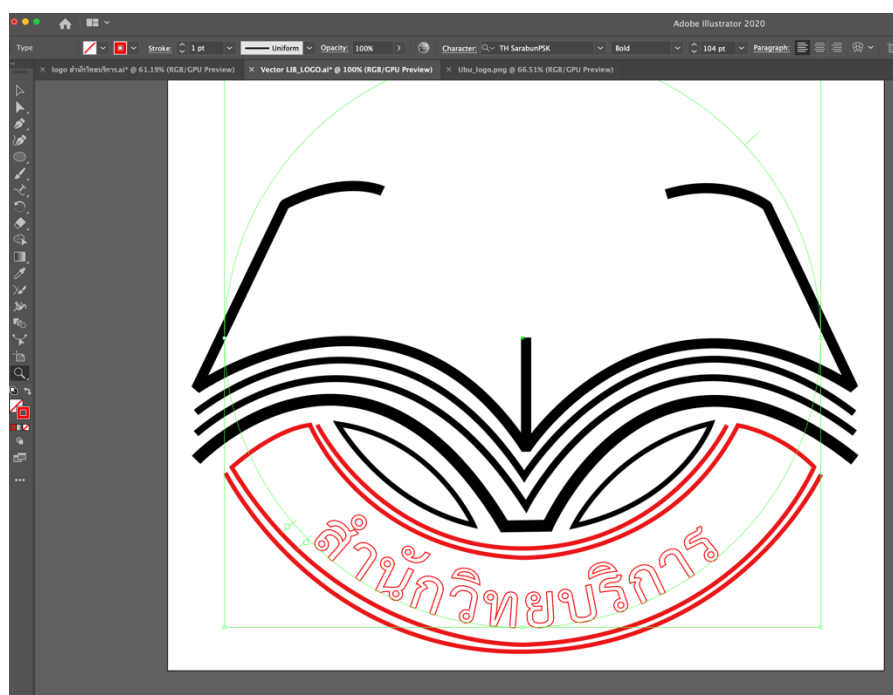 Adobe Illustrator 2020
Type Stroke: 1 pt Uniform Opacity: 100% Character: TH SarabunPSK Bold 104 pt Paragraph:
× logo สำนักวิทยบริการ.ai* @ 61.19% (RGB/GPU Preview) × Vector LIB_LOGO.ai* @ 100% (RGB/GPU Preview) × Ubu_logo.png @ 66.51% (RGB/GPU Preview)
สำนักวิทยบริการ